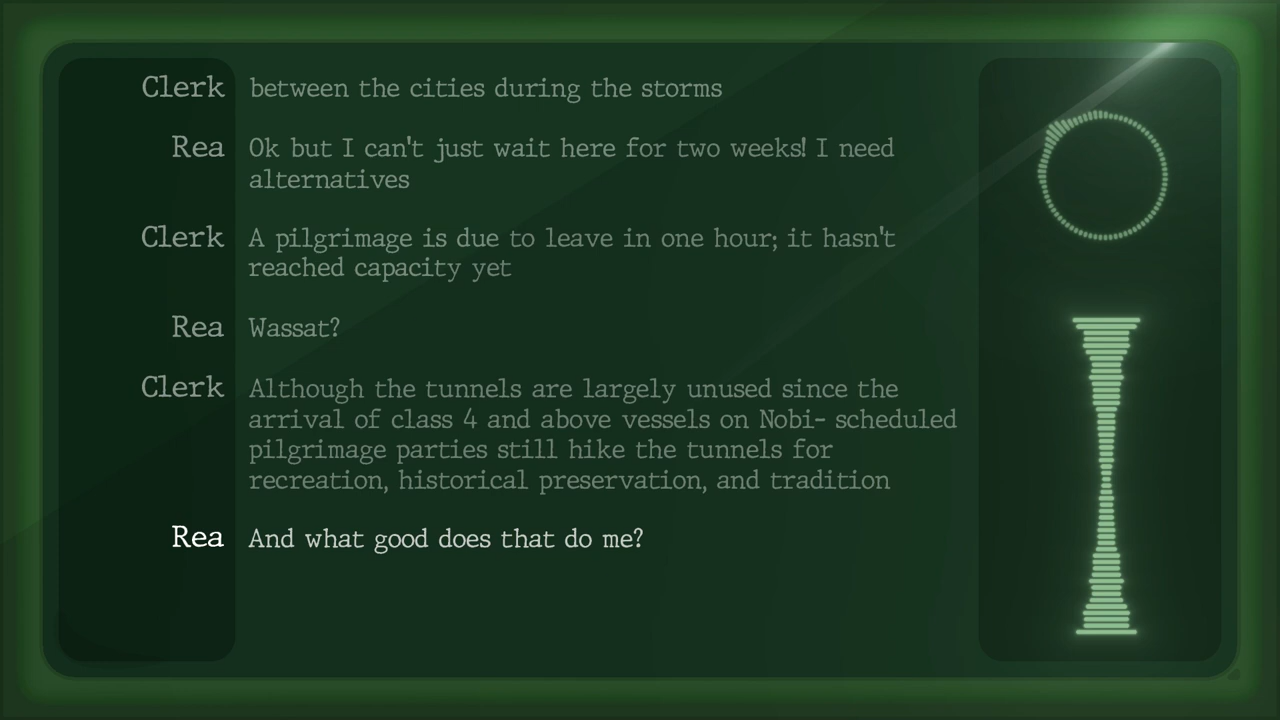 Clerk between the cities during the storms
Rea Ok but I can't just wait here for two weeks! I need
alternatives
Clerk A pilgrimage is due to leave in one hour; it hasn't
reached capacity yet
Rea Wassat?
Clerk Although the tunnels are largely unused since the
arrival of class 4 and above vessels on Nobi- scheduled
pilgrimage parties still hike the tunnels for
recreation, historical preservation, and tradition
Rea And what good does that do me?